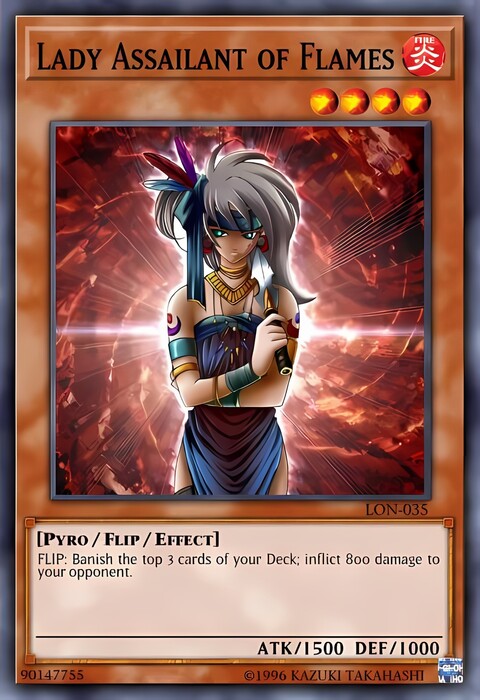 LADY ASSAILANT OF FLAMES
FIRE
炎
LON-035
[PYRO / FLIP / EFFECT]
FLIP: Banish the top 3 cards of your Deck; inflict 800 damage to
your opponent.
ATK/1500 DEF/1000
90147755
©1996 KAZUKI TAKAHASHI